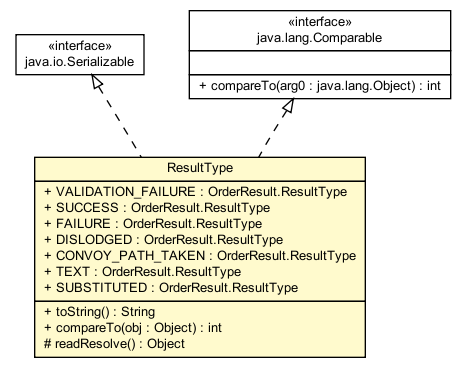 «interface»
java.io.Serializable
«interface»
java.lang.Comparable
+ compareTo(arg0 : java.lang.Object) : int
ResultType
+ VALIDATION_FAILURE : OrderResult.ResultType
+ SUCCESS : OrderResult.ResultType
+ FAILURE : OrderResult.ResultType
+ DISLODGED : OrderResult.ResultType
+ CONVOY_PATH_TAKEN : OrderResult.ResultType
+ TEXT : OrderResult.ResultType
+ SUBSTITUTED : OrderResult.ResultType
+ toString() : String
+ compareTo(obj : Object) : int
# readResolve() : Object